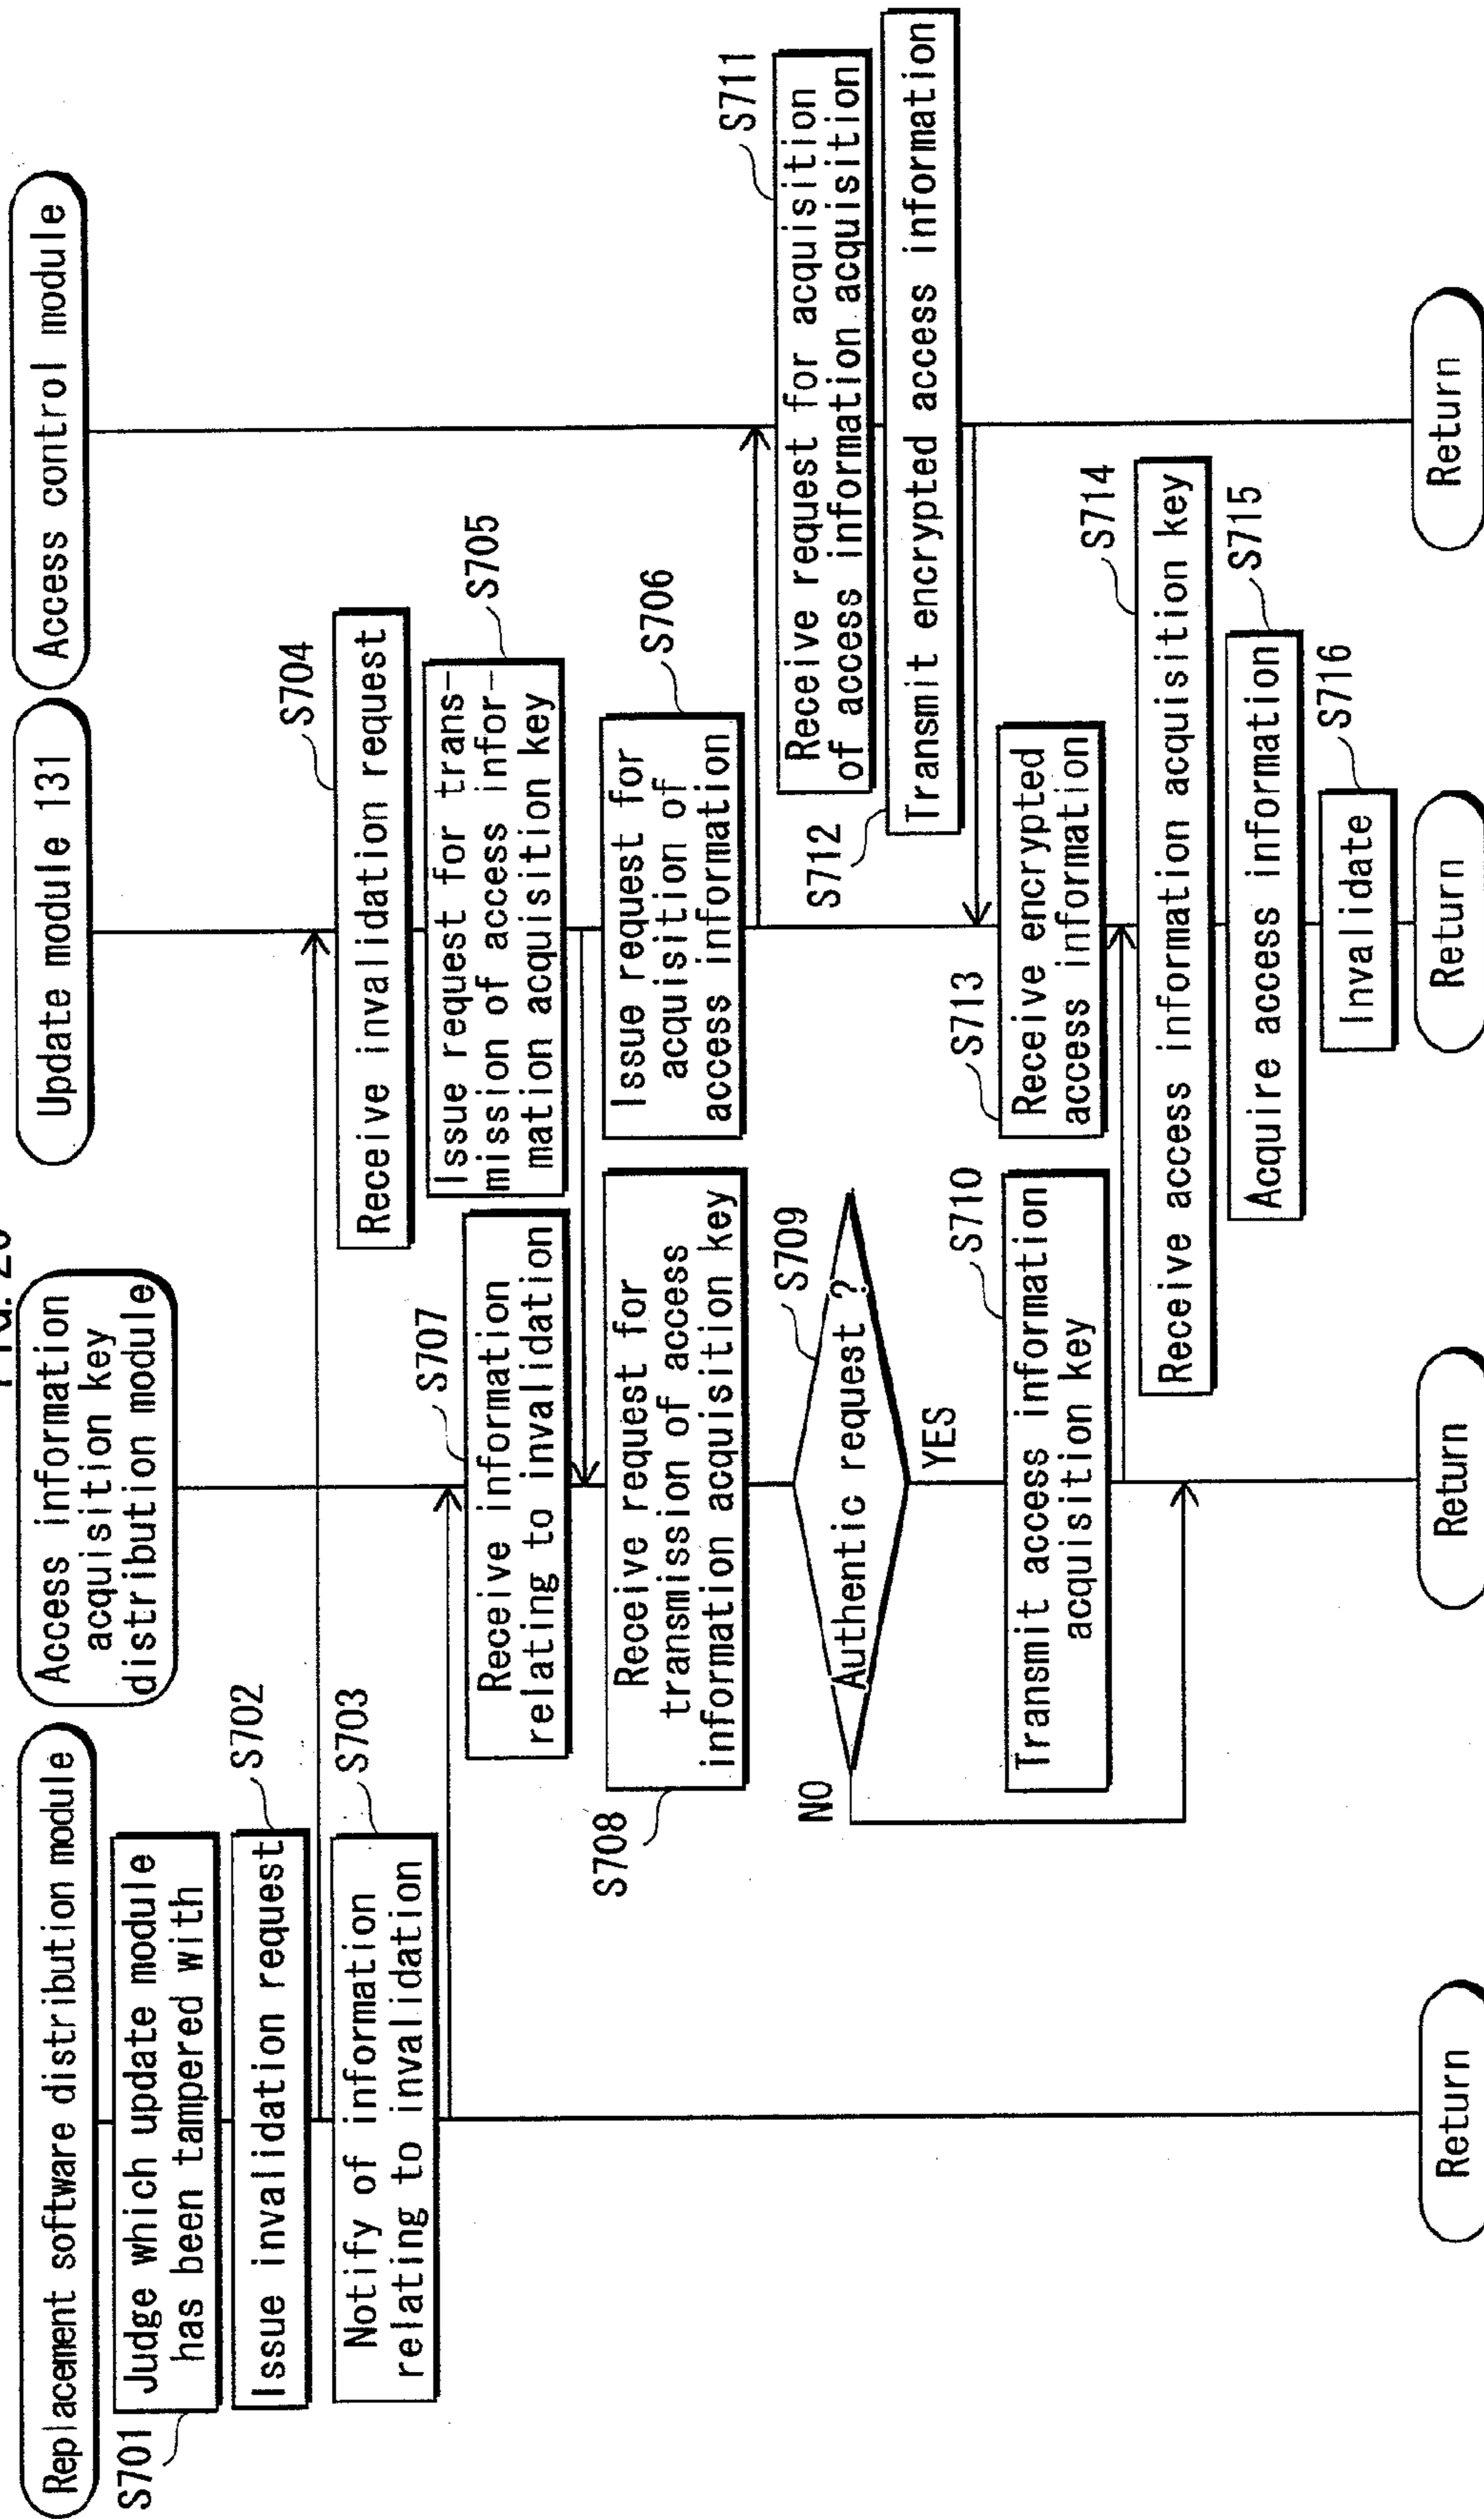 Replacement software distribution module
S701
Judge which update module
has been tampered with
S702
Issue invalidation request
S703
Notify of information
relating to invalidation
Return
Access information
acquisition key
distribution module
S707
Receive information
relating to invalidation
S708
Receive request for
transmission of access
information acquisition key
S709
Authentic request ?
NO
YES
S710
Transmit access information
acquisition key
Return
Update module 131
S704
Receive invalidation request
S705
Issue request for trans-
mission of access infor-
mation acquisition key
S706
Issue request for
acquisition of
access information
S713
Receive encrypted
access information
S714
Receive access information acquisition key
S715
Acquire access information
S716
Invalidate
Return
Access control module
S711
Receive request for acquisition
of access information acquisition
S712
Transmit encrypted access information
Return